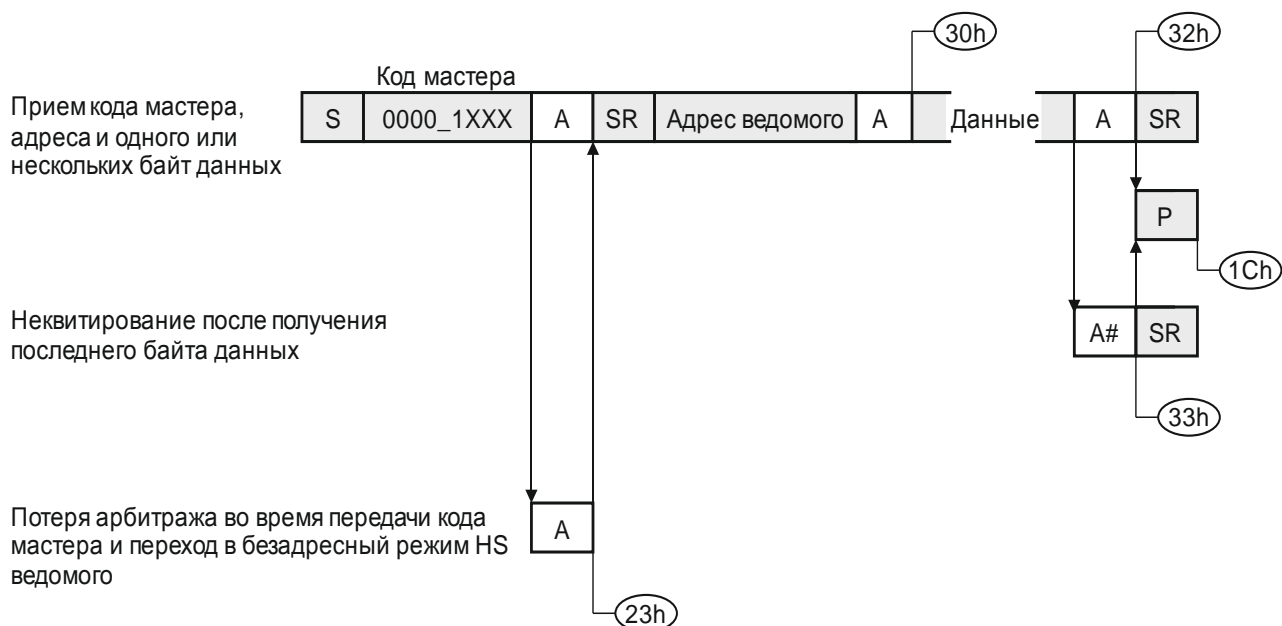 30h
32h
Код мастера
Прием кода мастера,
адреса и одного или
нескольких байт данных
S 0000_1XXX A SR Адрес ведомого A Данные A SR
P
1Ch
Неквитирование после получения
последнего байта данных
A# SR
33h
Потеря арбитража во время передачи кода
мастера и переход в безадресный режим HS
ведомого
A
23h